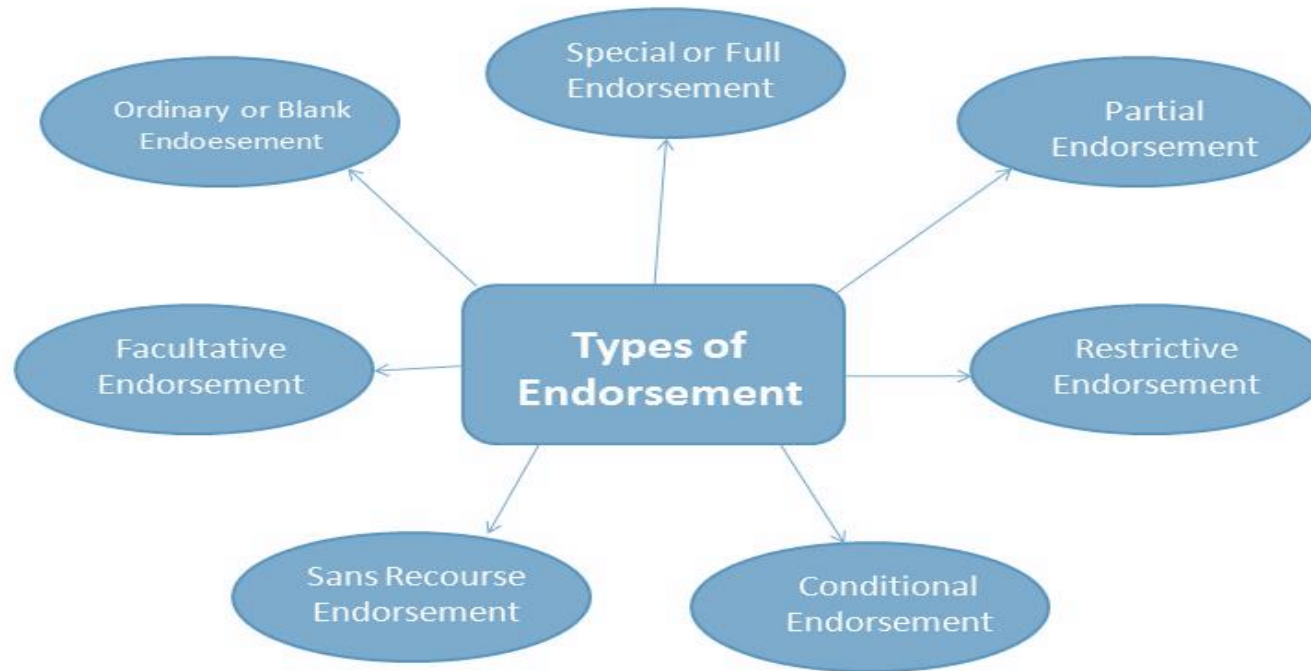 Special or Full
Endorsement
Ordinary or Blank
Endoesement
Partial
Endorsement
Types of
Endorsement
Facultative
Endorsement
Restrictive
Endorsement
Sans Recourse
Endorsement
Conditional
Endorsement